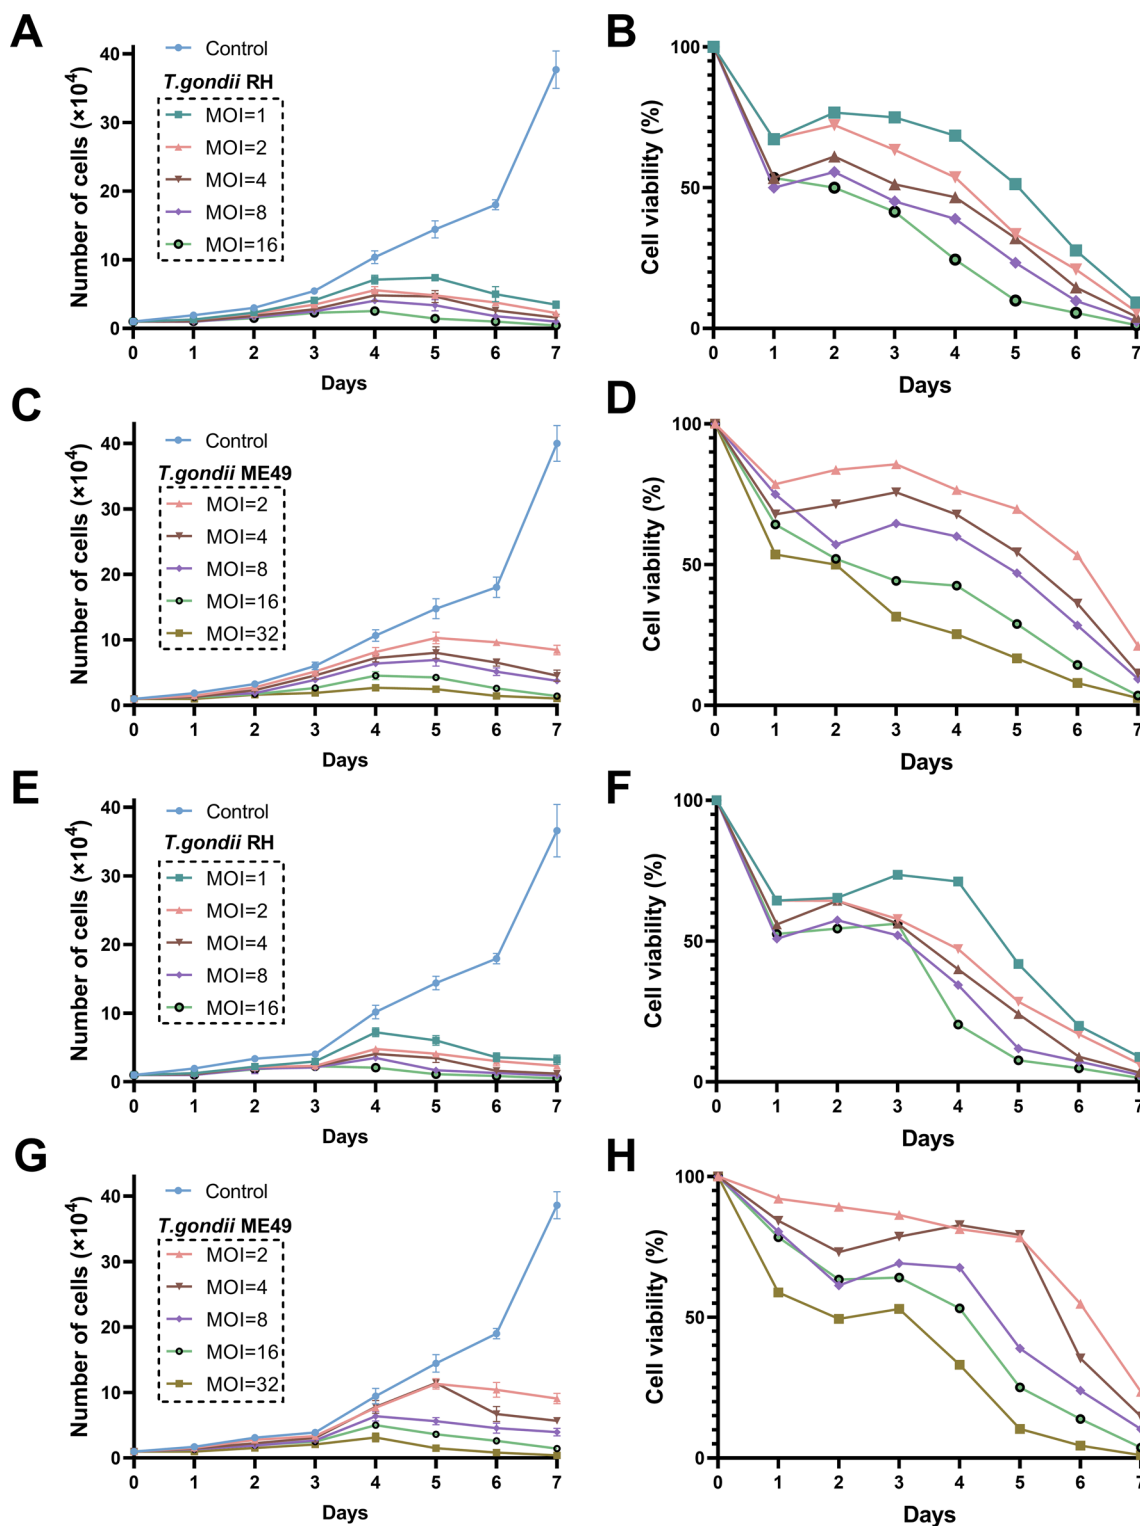 A
Number of cells (×10⁴)
40
30
20
10
0
Control
T.gondii RH
MOI=1
MOI=2
MOI=4
MOI=8
MOI=16
0 1 2 3 4 5 6 7
Days
B
Cell viability (%)
100
50
0
0 1 2 3 4 5 6 7
Days
C
Number of cells (×10⁴)
40
30
20
10
0
Control
T.gondii ME49
MOI=2
MOI=4
MOI=8
MOI=16
MOI=32
0 1 2 3 4 5 6 7
Days
D
Cell viability (%)
100
50
0
0 1 2 3 4 5 6 7
Days
E
Number of cells (×10⁴)
40
30
20
10
0
Control
T.gondii RH
MOI=1
MOI=2
MOI=4
MOI=8
MOI=16
0 1 2 3 4 5 6 7
Days
F
Cell viability (%)
100
50
0
0 1 2 3 4 5 6 7
Days
G
Number of cells (×10⁴)
40
30
20
10
0
Control
T.gondii ME49
MOI=2
MOI=4
MOI=8
MOI=16
MOI=32
0 1 2 3 4 5 6 7
Days
H
Cell viability (%)
100
50
0
0 1 2 3 4 5 6 7
Days